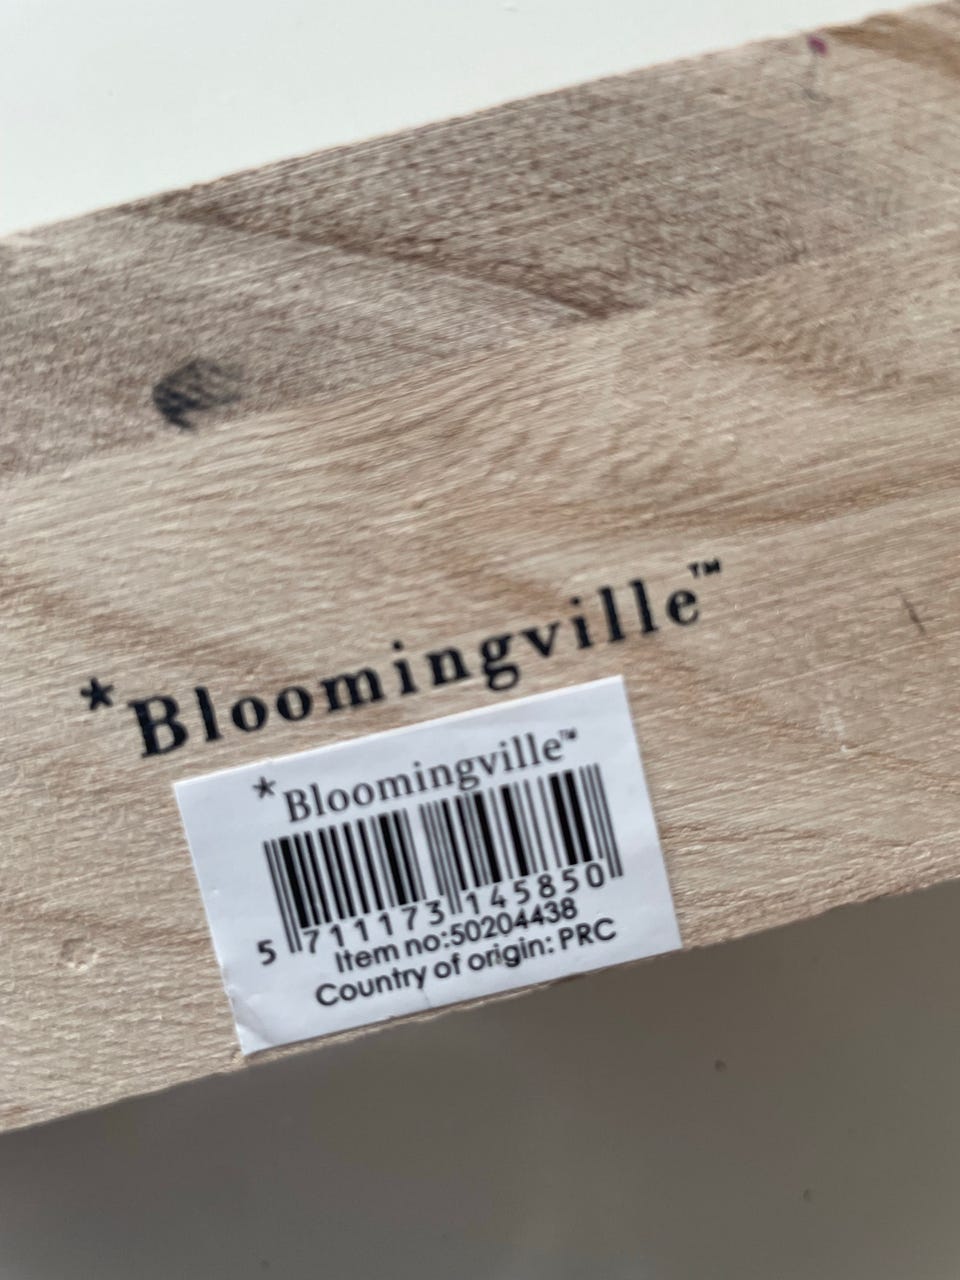 *Bloomingville™
*Bloomingville™
5 711173 145850
Item no:50204438
Country of origin: PRC